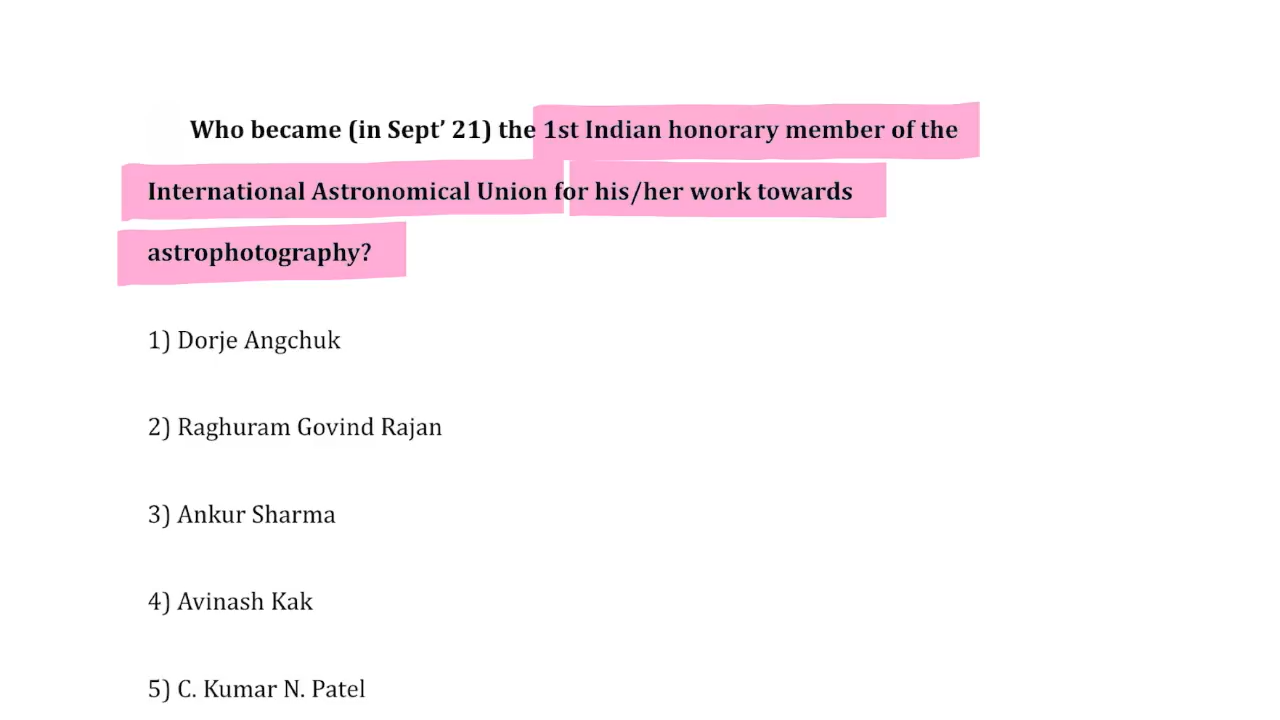 Who became (in Sept’ 21) the 1st Indian honorary member of the
International Astronomical Union for his/her work towards
astrophotography?
1) Dorje Angchuk
2) Raghuram Govind Rajan
3) Ankur Sharma
4) Avinash Kak
5) C. Kumar N. Patel